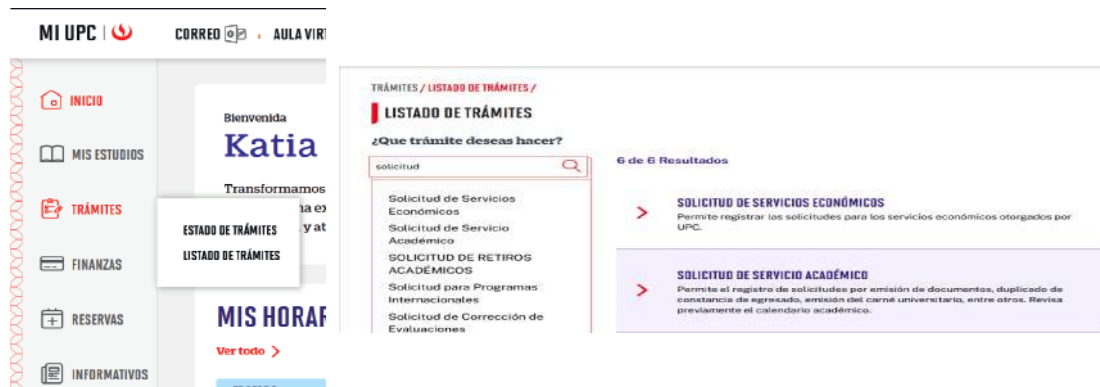 MI UPC
CORREO
AULA VIR
INICIO
MIS ESTUDIOS
TRÁMITES
FINANZAS
RESERVAS
INFORMATIVOS
Bienvenida
Katia
Transformamos
na ex
y at
ESTADO DE TRÁMITES
LISTADO DE TRÁMITES
MIS HORAR
Ver todo >
TRÁMITES / LISTADO DE TRÁMITES /
LISTADO DE TRÁMITES
¿Que trámite deseas hacer?
solicitud
Solicitud de Servicios
Económicos
Solicitud de Servicio
Académico
SOLICITUD DE RETIROS
ACADÉMICOS
Solicitud para Programas
Internacionales
Solicitud de Corrección de
Evaluaciones
6 de 6 Resultados
SOLICITUD DE SERVICIOS ECONÓMICOS
Permite registrar las solicitudes para los servicios económicos otorgados por
UPC.
SOLICITUD DE SERVICIO ACADÉMICO
Permite el registro de solicitudes por emisión de documentos, duplicado de
constancia de egresado, emisión del carné universitario, entre otros. Revisa
previamente el calendario académico.